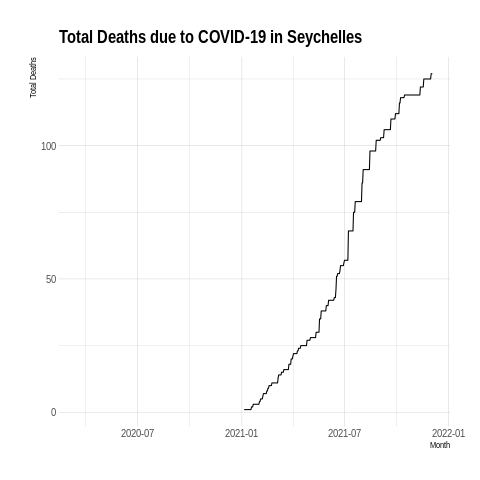 Total Deaths due to COVID-19 in Seychelles
Total Deaths
100
50
0
2020-07
2021-01
2021-07
2022-01
Month